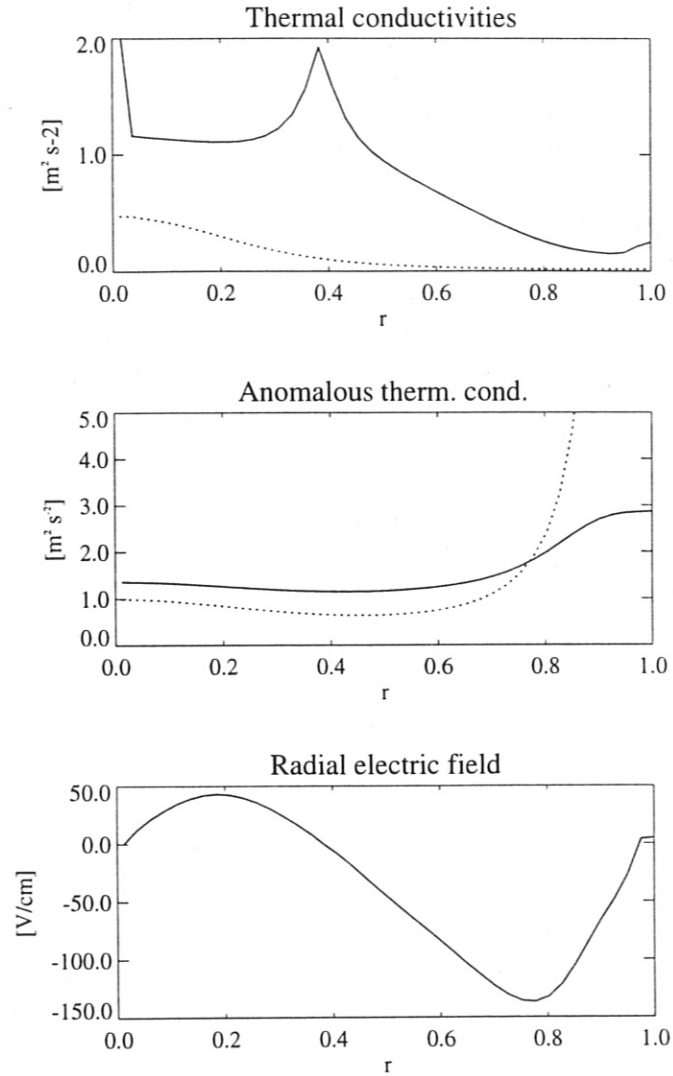 Thermal conductivities
2.0
1.0
0.0
[m² s-2]
0.0 0.2 0.4 0.6 0.8 1.0
r
Anomalous therm. cond.
5.0
4.0
3.0
2.0
1.0
0.0
[m² s⁻²]
0.0 0.2 0.4 0.6 0.8 1.0
r
Radial electric field
50.0
0.0
-50.0
-100.0
-150.0
[V/cm]
0.0 0.2 0.4 0.6 0.8 1.0
r